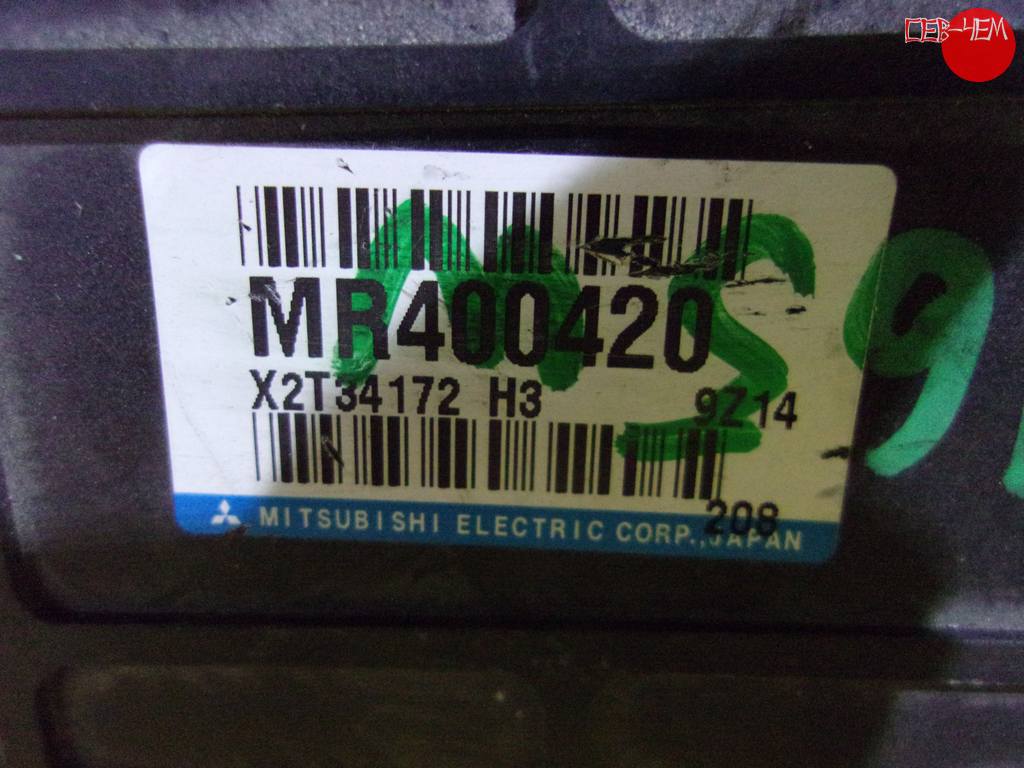 MR400420
X2T34172 H3 9Z14
208
MITSUBISHI ELECTRIC CORP.,JAPAN